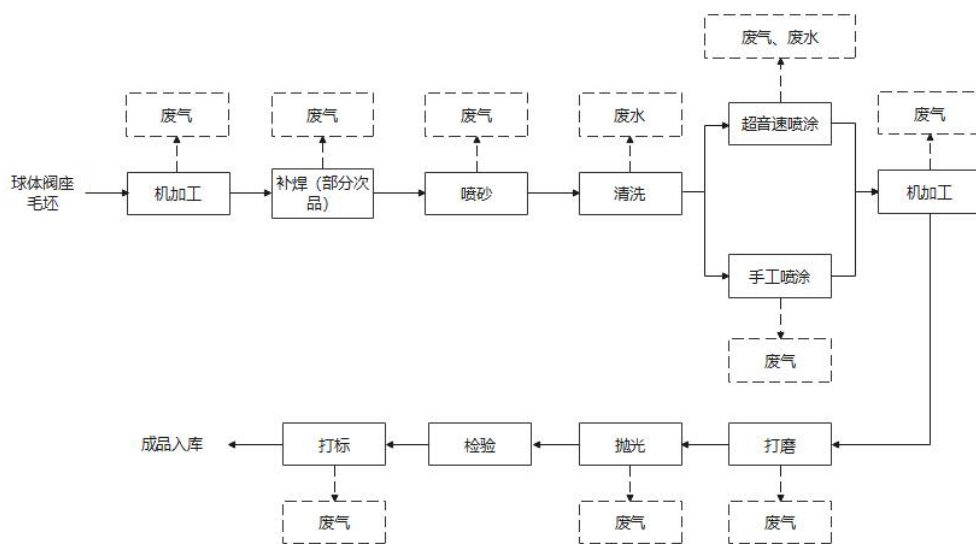 废气、废水
废气
废气
废气
废水
超音速喷涂
废气
球体阀座
毛坯
机加工
补焊（部分次
品）
喷砂
清洗
机加工
手工喷涂
废气
成品入库
打标
检验
抛光
打磨
废气
废气
废气